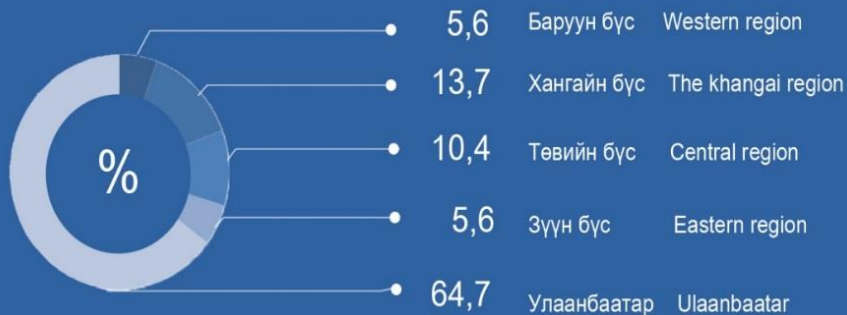 5,6 Баруун бүс Western region
13,7 Хангайн бүс The khangai region
% 10,4 Төвийн бүс Central region
5,6 Зүүн бүс Eastern region
64,7 Улаанбаатар Ulaanbaatar